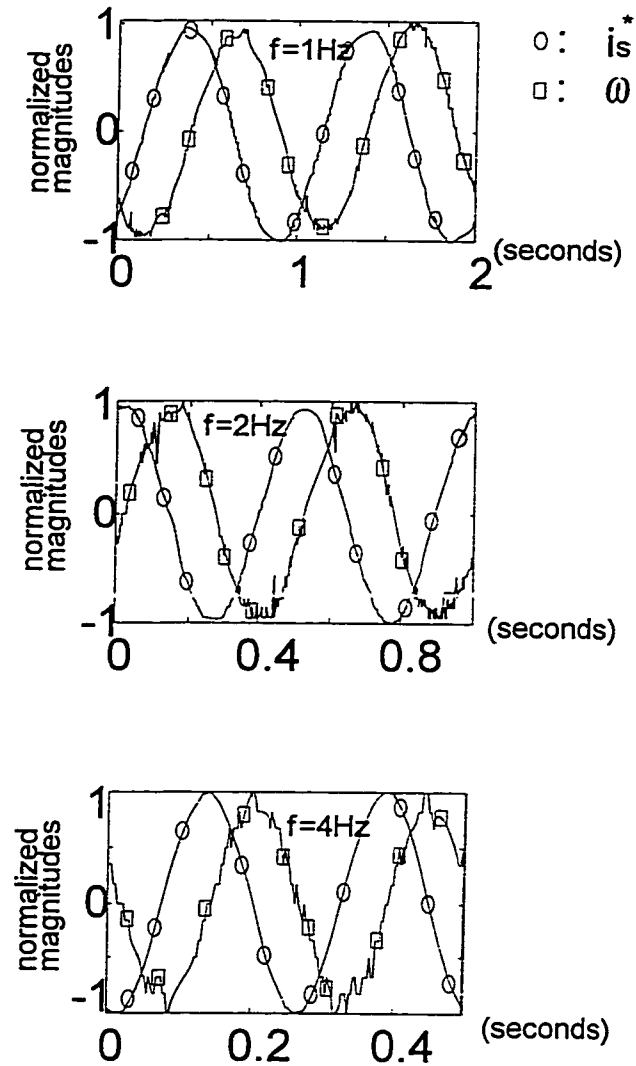 1
f=1Hz
○ : is*
□ : ω
normalized
magnitudes
0
-1
0
1
2
(seconds)
1
f=2Hz
normalized
magnitudes
0
-1
0
0.4
0.8
(seconds)
1
f=4Hz
normalized
magnitudes
0
-1
0
0.2
0.4
(seconds)